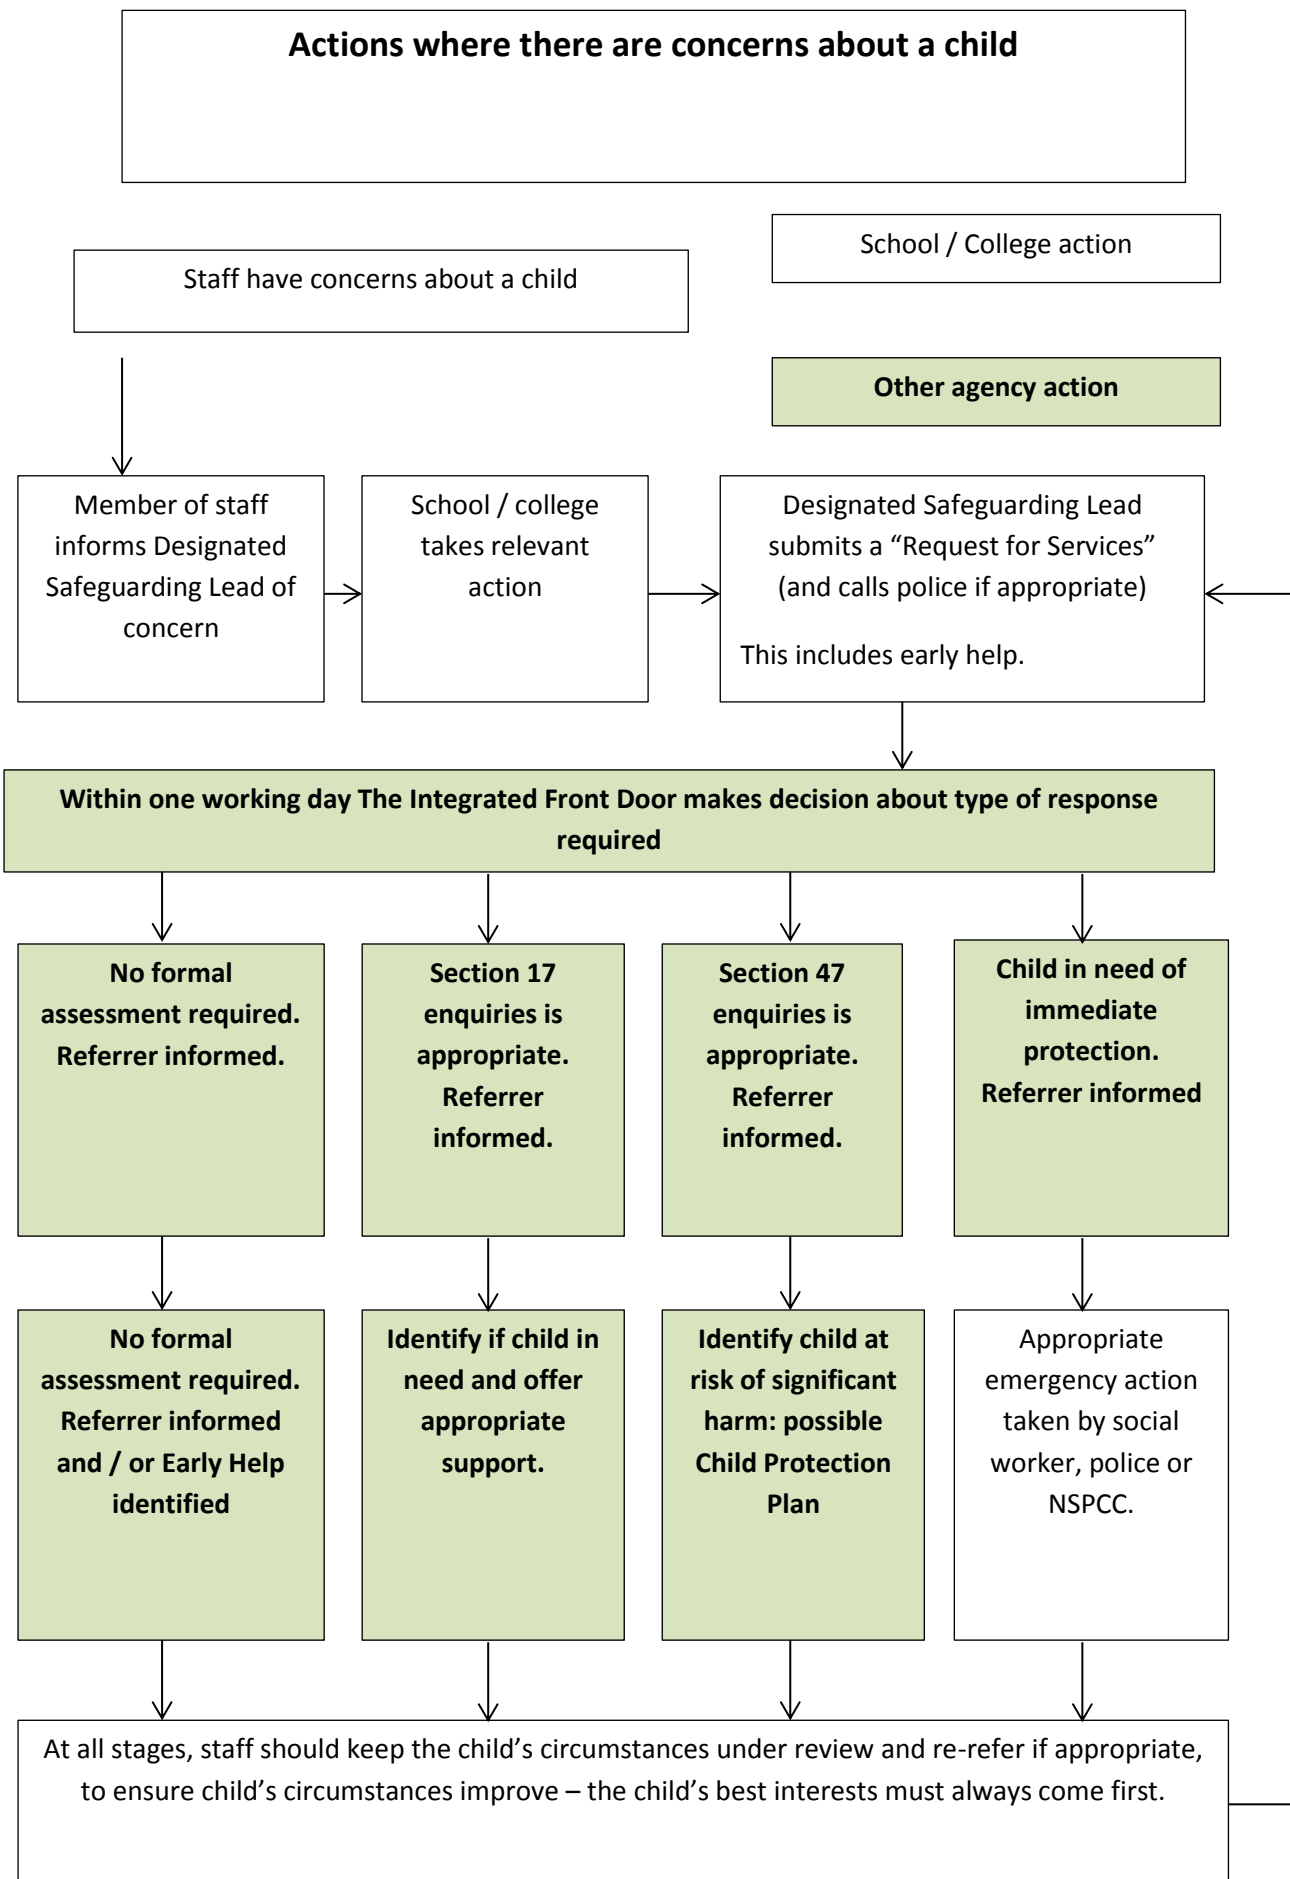 Actions where there are concerns about a child
School / College action
Staff have concerns about a child
Other agency action
Member of staff
informs Designated
Safeguarding Lead of
concern
School / college
takes relevant
action
Designated Safeguarding Lead
submits a “Request for Services”
(and calls police if appropriate)
This includes early help.
Within one working day The Integrated Front Door makes decision about type of response
required
No formal
assessment required.
Referrer informed.
Section 17
enquiries is
appropriate.
Referrer
informed.
Section 47
enquiries is
appropriate.
Referrer
informed.
Child in need of
immediate
protection.
Referrer informed
No formal
assessment required.
Referrer informed
and / or Early Help
identified
Identify if child in
need and offer
appropriate
support.
Identify child at
risk of significant
harm: possible
Child Protection
Plan
Appropriate
emergency action
taken by social
worker, police or
NSPCC.
At all stages, staff should keep the child’s circumstances under review and re-refer if appropriate,
to ensure child’s circumstances improve – the child’s best interests must always come first.